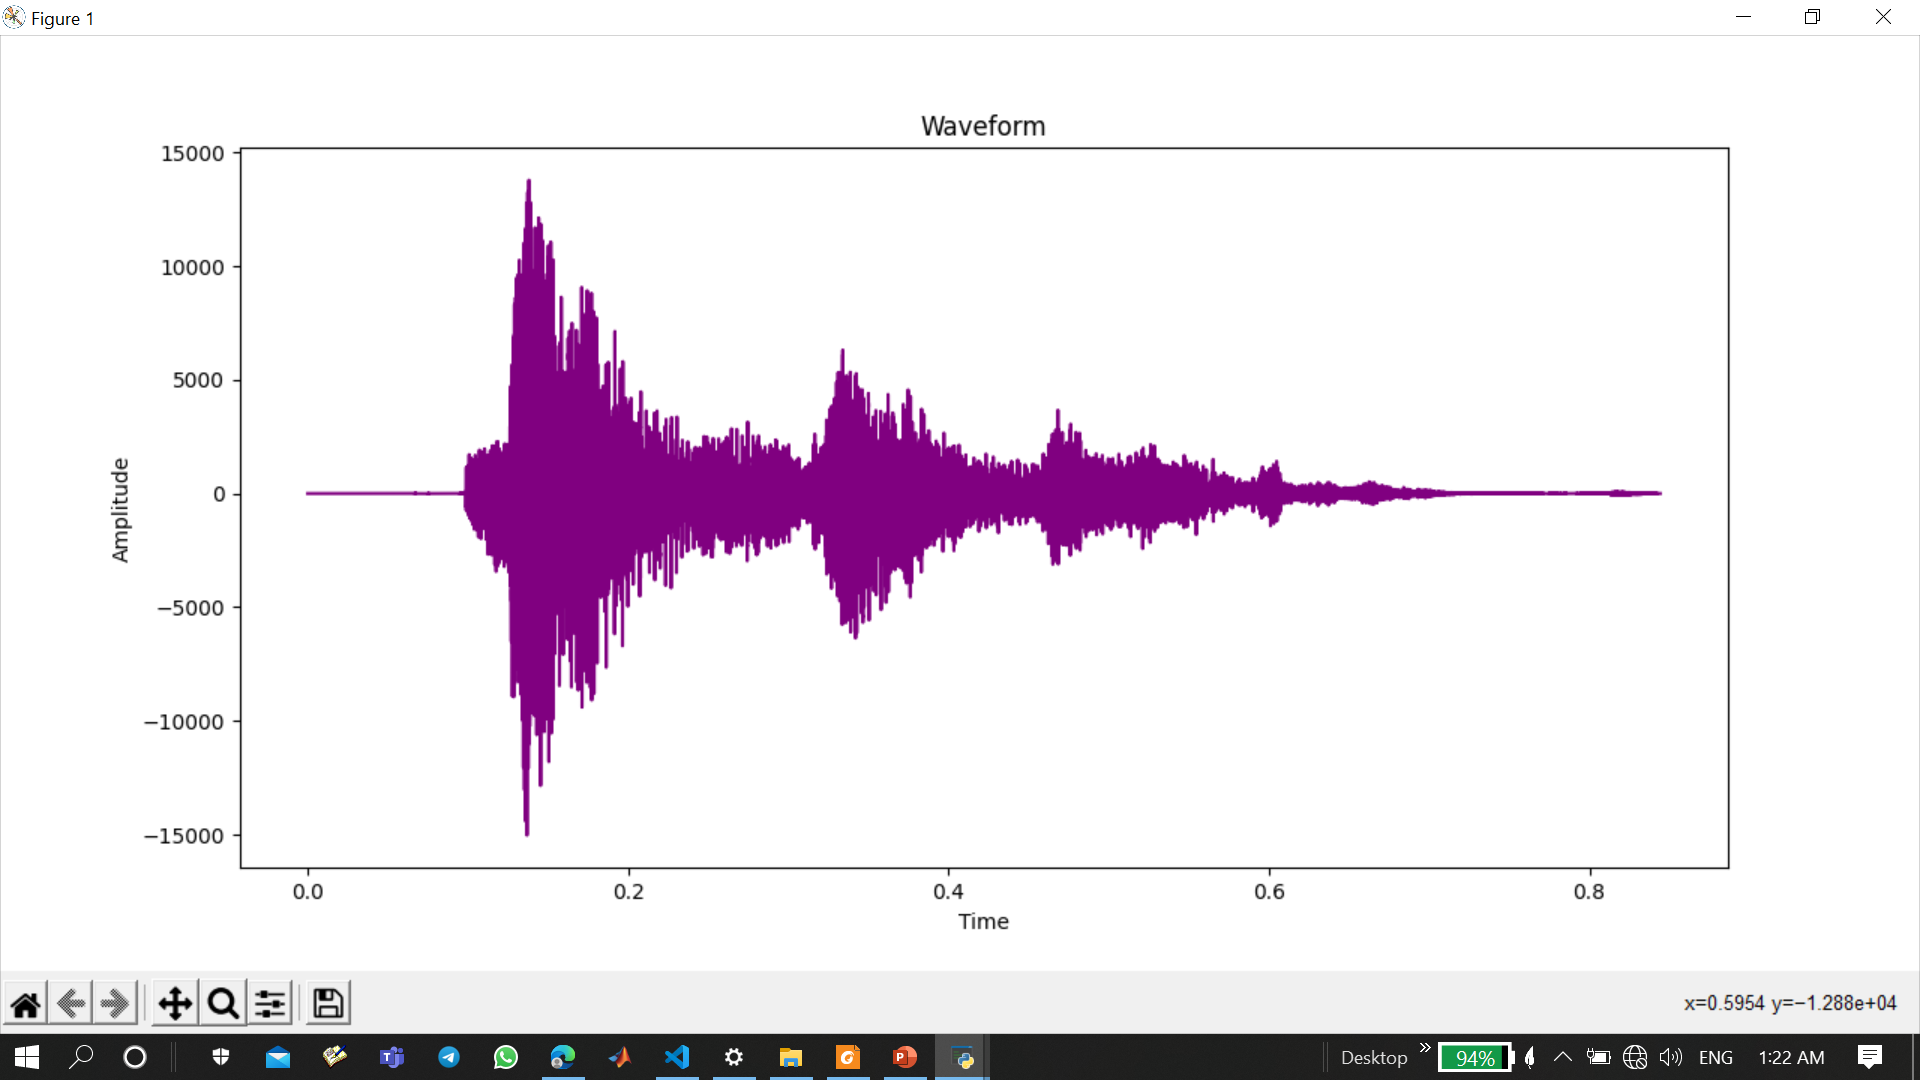 Figure 1
Waveform
15000
10000
5000
0
−5000
−10000
−15000
Amplitude
0.0 0.2 0.4 0.6 0.8
Time
x=0.5954 y=−1.288e+04
Desktop » 94% ENG 1:22 AM